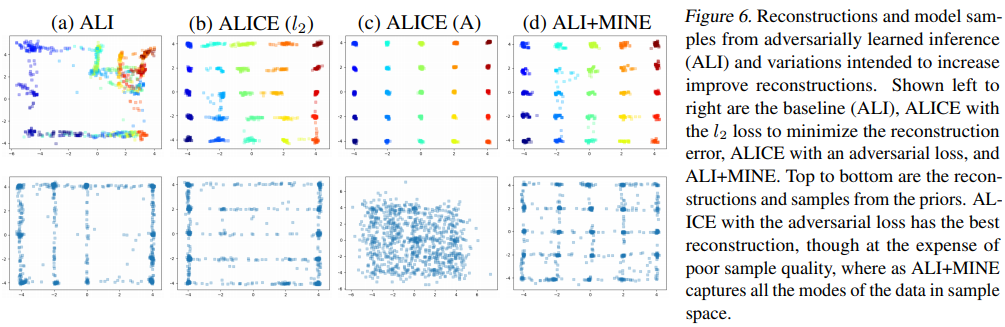 (a) ALI
(b) ALICE (l2)
(c) ALICE (A)
(d) ALI+MINE
Figure 6. Reconstructions and model sam-
ples from adversarially learned inference
(ALI) and variations intended to increase
improve reconstructions. Shown left to
right are the baseline (ALI), ALICE with
the l2 loss to minimize the reconstruction
error, ALICE with an adversarial loss, and
ALI+MINE. Top to bottom are the recon-
structions and samples from the priors. AL-
ICE with the adversarial loss has the best
reconstruction, though at the expense of
poor sample quality, where as ALI+MINE
captures all the modes of the data in sample
space.